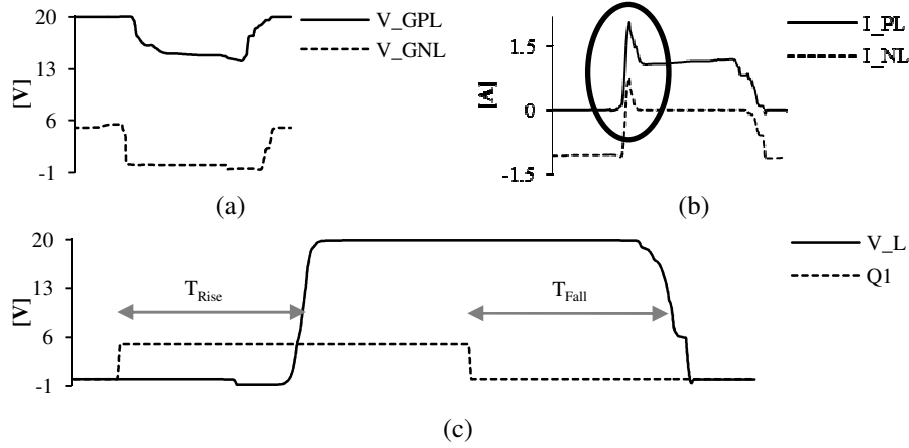 20
13
6
-1
[V]
V_GPL
V_GNL
(a)
1.5
0
-1.5
[A]
I_PL
I_NL
(b)
20
13
6
-1
[V]
T_Rise
T_Fall
V_L
Q1
(c)